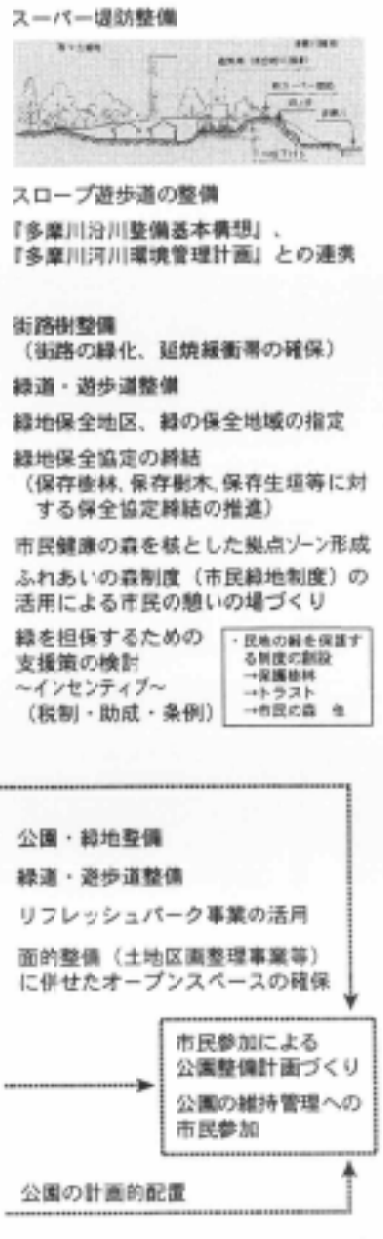 スーパー堤防整備
スロープ遊歩道の整備
『多摩川沿川整備基本構想』、
『多摩川河川環境管理計画』との連携
街路樹整備
（街路の緑化、延焼緩衝帯の確保）
緑道・遊歩道整備
緑地保全地区、緑の保全地域の指定
緑地保全協定の締結
（保存樹林、保存樹木、保存生垣等に対
する保全協定締結の推進）
市民健康の森を核とした拠点ゾーン形成
ふれあいの森制度（市民緑地制度）の
活用による市民の憩いの場づくり
緑を担保するための
支援策の検討
〜インセンティブ〜
（税制・助成・条例）
・民地の緑を保証す
る制度の創設
→保護樹林
→トラスト
→市民の森　他
公園・緑地整備
緑道・遊歩道整備
リフレッシュパーク事業の活用
面的整備（土地区画整理事業等）
に併せたオープンスペースの確保
市民参加による
公園整備計画づくり
公園の維持管理への
市民参加
公園の計画的配置